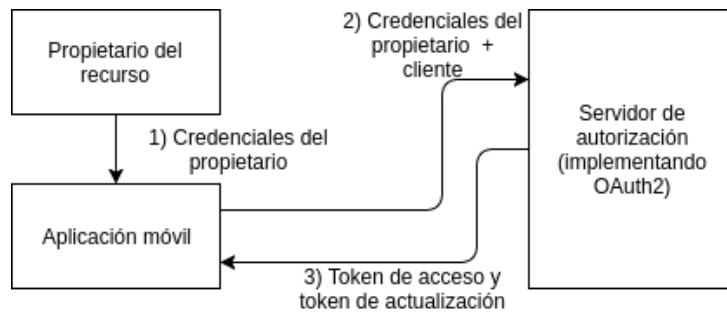 Propietario del
recurso
2) Credenciales del
propietario +
cliente
Servidor de
autorización
(implementando
OAuth2)
1) Credenciales del
propietario
Aplicación móvil
3) Token de acceso y
token de actualización